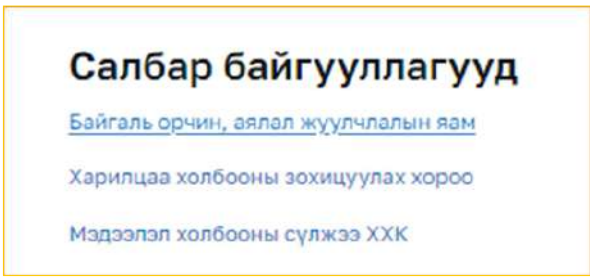 Салбар байгууллагууд
Байгаль орчин, аялал жуулчлалын яам
Харилцаа холбооны зохицуулах хороо
Мэдээлэл холбооны сүлжээ ХХК